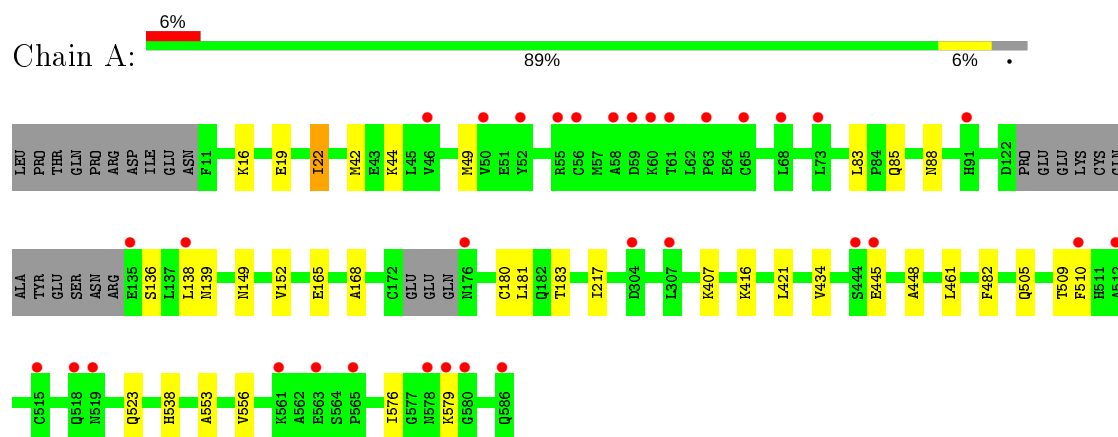 6%
Chain A:
89% 6% •
LEU PRO THR GLN PRO ARG ASP ILE GLU ASN F11 K16 E19 I22 M42 E43 K44 L45 V46 M49 V50 E51 Y52 R55 C56 M57 A58 D59 K60 T61 L62 P63 E64 C65 L68 L73 L83 P84 Q85 N88 H91 D122 PRO GLU GLU LYS CYS GLN
ALA TYR GLU SER ASN ARG E135 S136 L137 L138 N139 N149 V152 E165 A168 C172 GLU GLU GLN N176 C180 L181 Q182 T183 I217 D304 L307 K407 K416 L421 V434 S444 E445 A448 L461 F482 Q505 T509 F510 H511 A512
C515 Q518 N519 Q523 H538 A553 V556 K561 A562 E563 S564 P565 I576 G577 N578 K579 G580 Q586